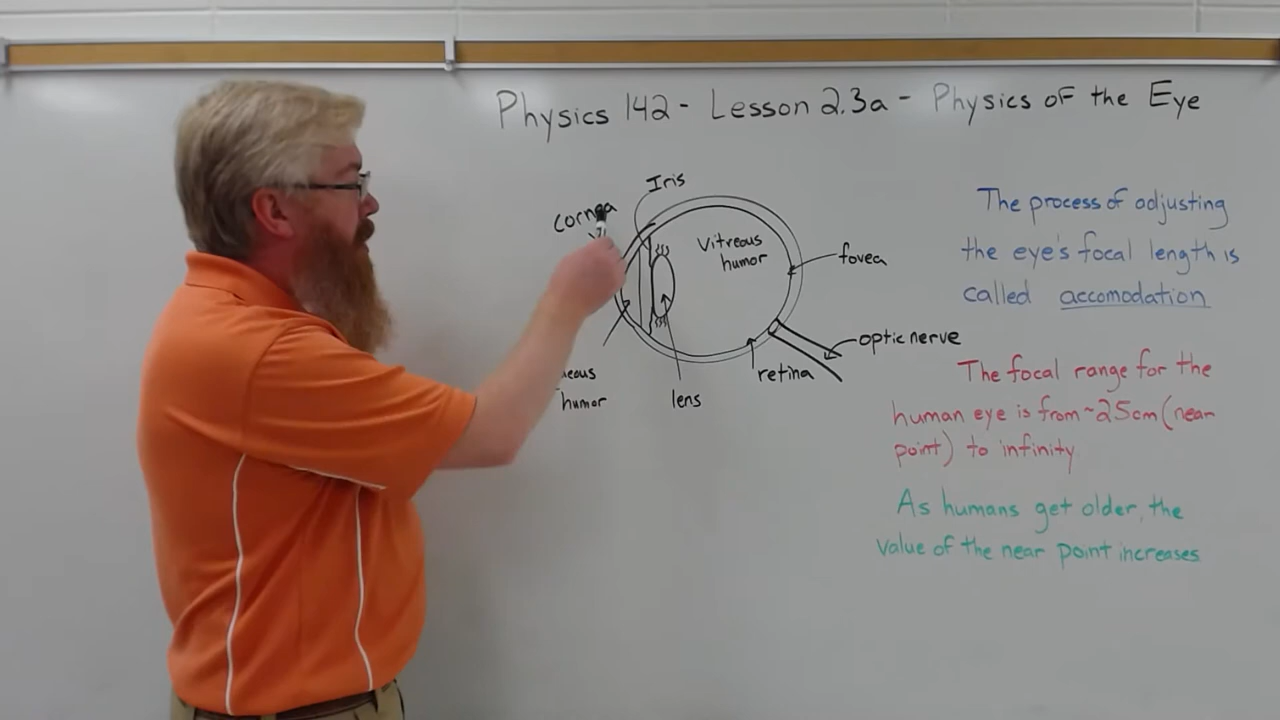 Physics 142 - Lesson 2.3a - Physics of the Eye
Iris
cornea
Vitreous
humor
fovea
optic nerve
retina
lens
humor
The process of adjusting
the eye's focal length is
called accomodation
The focal range for the
human eye is from ~25cm (near
point) to infinity
As humans get older, the
value of the near point increases